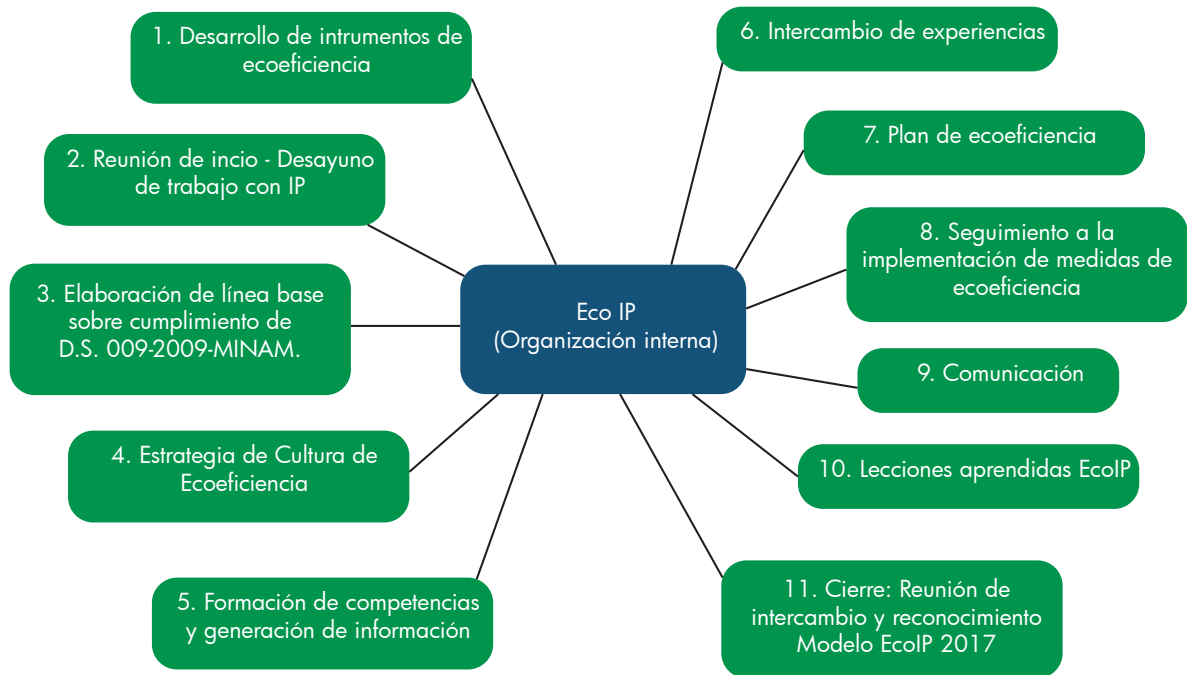 1. Desarrollo de intrumentos de
ecoeficiencia
2. Reunión de incio - Desayuno
de trabajo con IP
3. Elaboración de línea base
sobre cumplimiento de
D.S. 009-2009-MINAM.
4. Estrategia de Cultura de
Ecoeficiencia
5. Formación de competencias
y generación de información
Eco IP
(Organización interna)
6. Intercambio de experiencias
7. Plan de ecoeficiencia
8. Seguimiento a la
implementación de medidas de
ecoeficiencia
9. Comunicación
10. Lecciones aprendidas EcoIP
11. Cierre: Reunión de
intercambio y reconocimiento
Modelo EcoIP 2017